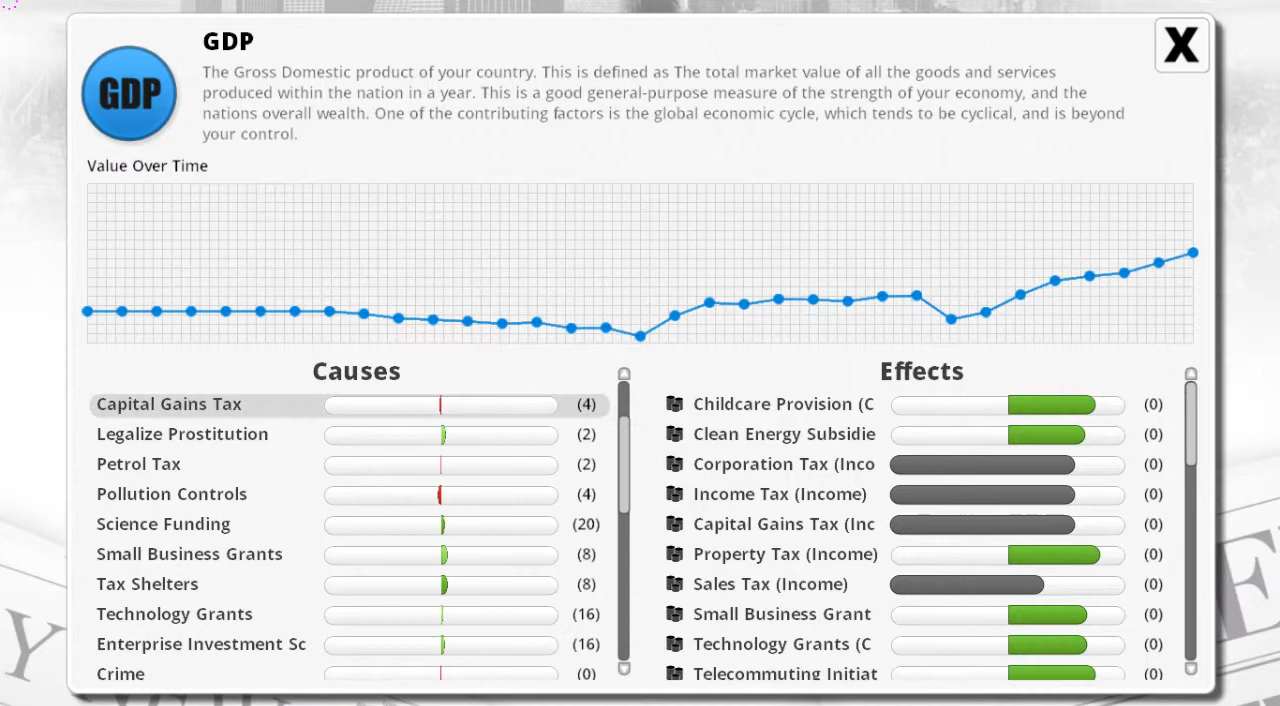 GDP
X
GDP
The Gross Domestic product of your country. This is defined as The total market value of all the goods and services
produced within the nation in a year. This is a good general-purpose measure of the strength of your economy, and the
nations overall wealth. One of the contributing factors is the global economic cycle, which tends to be cyclical, and is beyond
your control.
Value Over Time
Causes
Capital Gains Tax (4)
Legalize Prostitution (2)
Petrol Tax (2)
Pollution Controls (4)
Science Funding (20)
Small Business Grants (8)
Tax Shelters (8)
Technology Grants (16)
Enterprise Investment Sc (16)
Crime (0)
Effects
Childcare Provision (C (0)
Clean Energy Subsidie (0)
Corporation Tax (Inco (0)
Income Tax (Income) (0)
Capital Gains Tax (Inc (0)
Property Tax (Income) (0)
Sales Tax (Income) (0)
Small Business Grant (0)
Technology Grants (C (0)
Telecommuting Initiat (0)